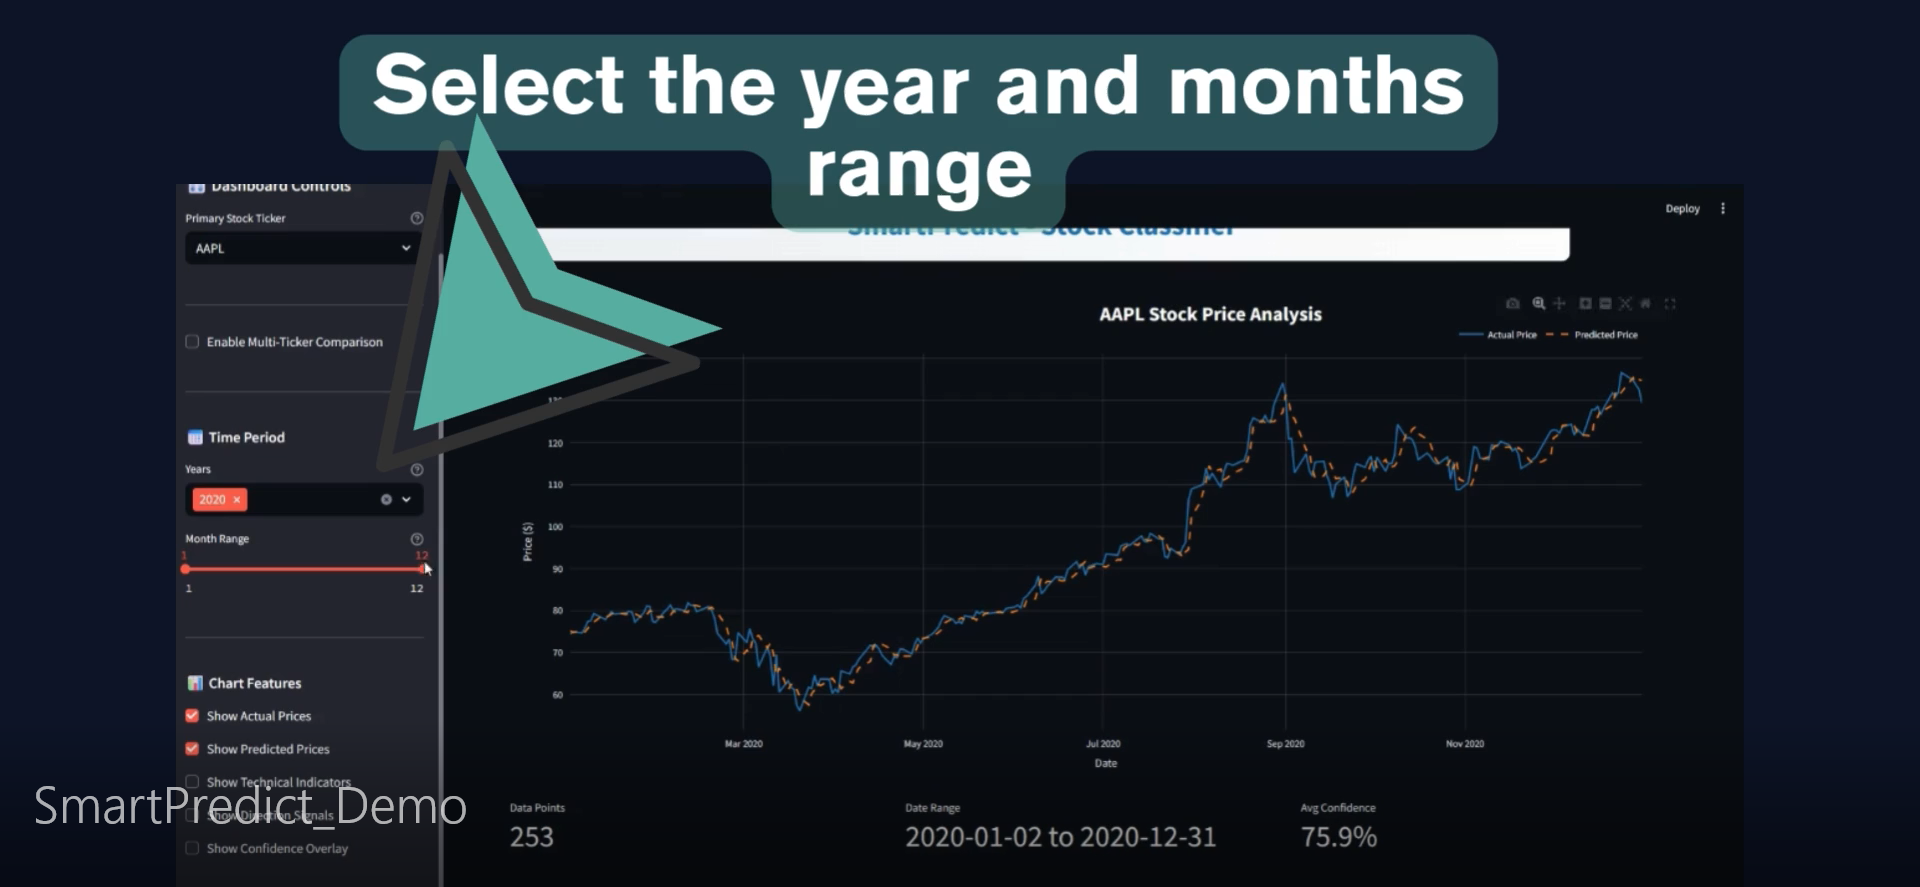 Select the year and months
range
Dashboard Controls
Primary Stock Ticker
AAPL
Enable Multi-Ticker Comparison
Time Period
Years
2020 ×
Month Range
1 12
1 12
Chart Features
Show Actual Prices
Show Predicted Prices
Show Technical Indicators
Show Direction Signals
Show Confidence Overlay
Deploy
SmartPredict - Stock Classifier
AAPL Stock Price Analysis
Actual Price Predicted Price
120
110
100
90
80
70
60
Price ($)
Mar 2020 May 2020 Jul 2020 Sep 2020 Nov 2020
Date
Data Points Date Range Avg Confidence
253 2020-01-02 to 2020-12-31 75.9%
SmartPredict_Demo